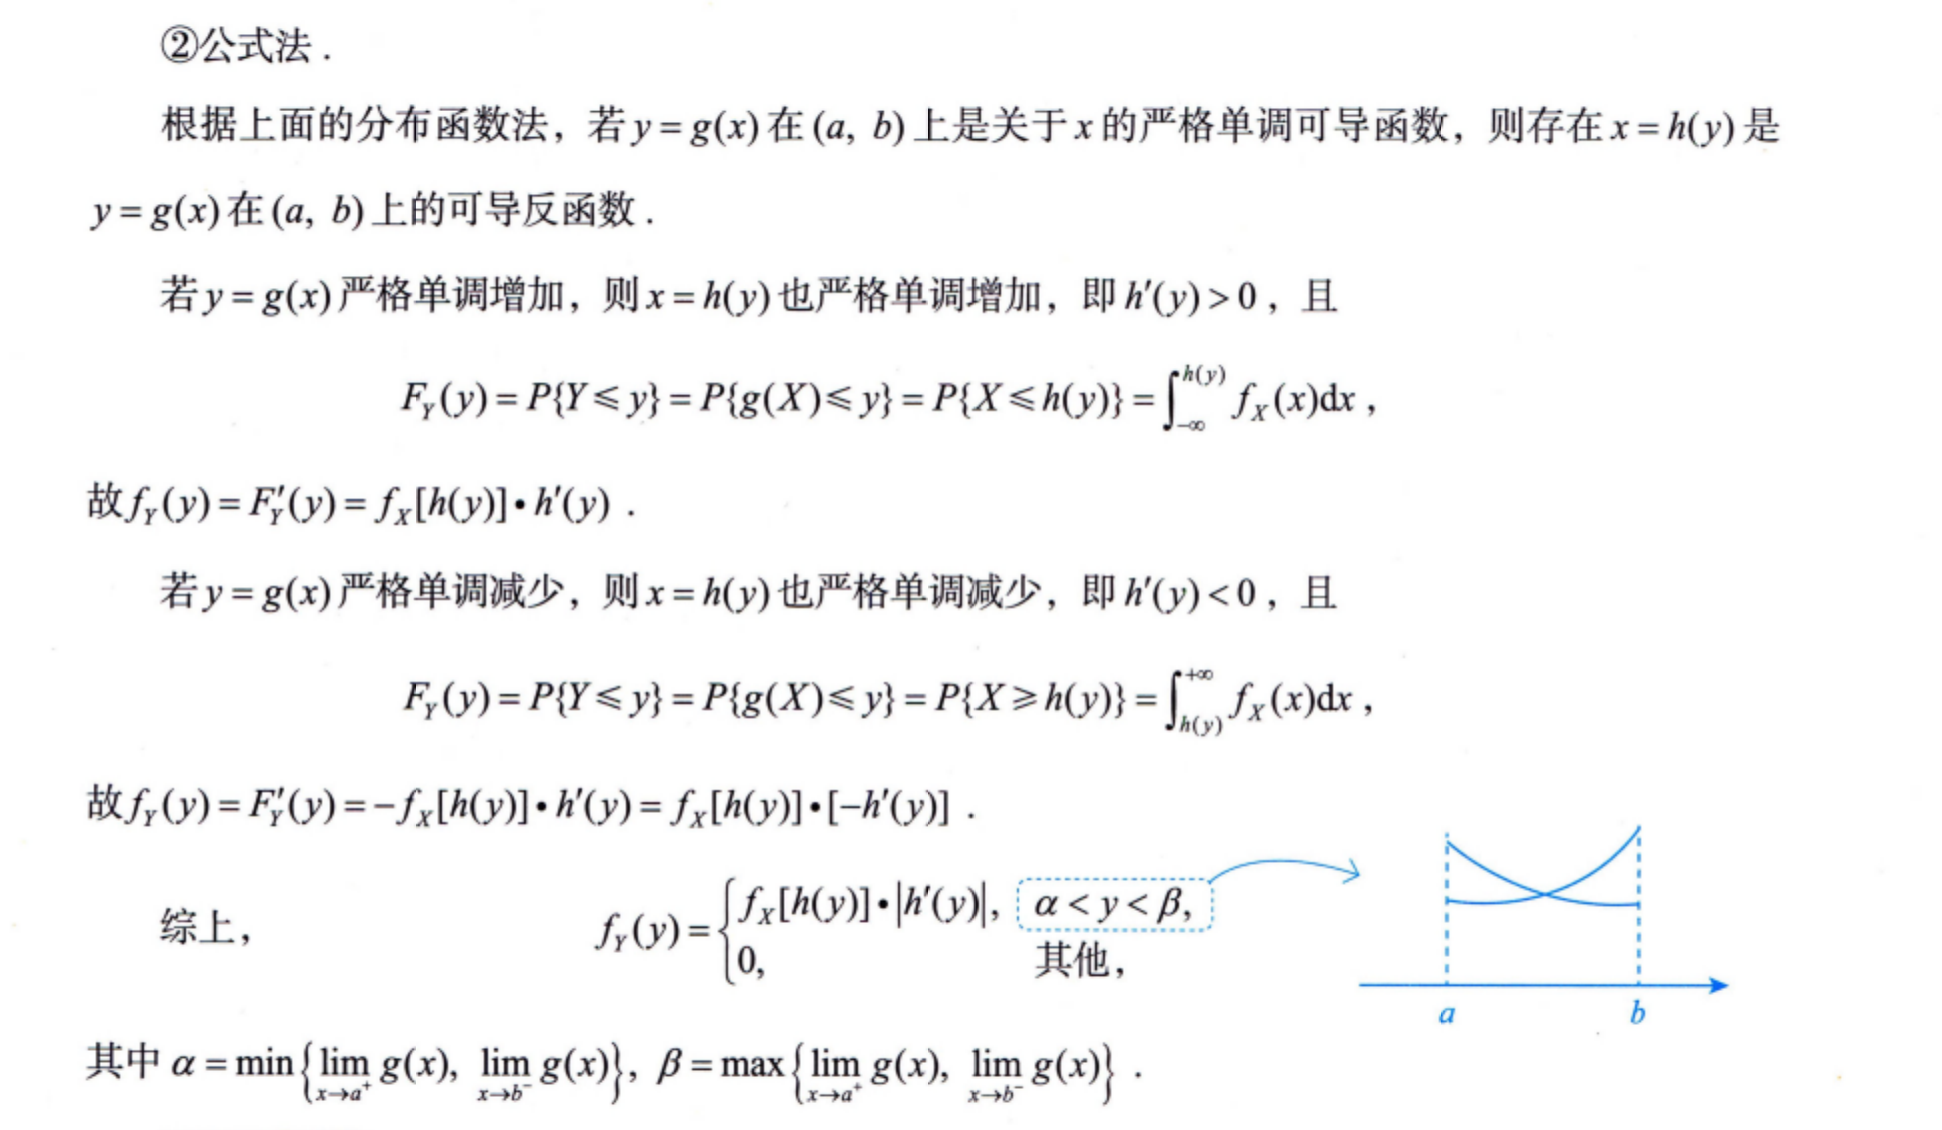 ②公式法.
根据上面的分布函数法，若 y = g(x) 在 (a, b) 上是关于 x 的严格单调可导函数，则存在 x = h(y) 是
y = g(x) 在 (a, b) 上的可导反函数.
若 y = g(x) 严格单调增加，则 x = h(y) 也严格单调增加，即 h′(y) > 0，且
F_Y(y) = P{Y ⩽ y} = P{g(X) ⩽ y} = P{X ⩽ h(y)} = ∫_{-∞}^{h(y)} f_X(x)dx，
故 f_Y(y) = F′_Y(y) = f_X[h(y)]•h′(y).
若 y = g(x) 严格单调减少，则 x = h(y) 也严格单调减少，即 h′(y) < 0，且
F_Y(y) = P{Y ⩽ y} = P{g(X) ⩽ y} = P{X ⩾ h(y)} = ∫_{h(y)}^{+∞} f_X(x)dx，
故 f_Y(y) = F′_Y(y) = −f_X[h(y)]•h′(y) = f_X[h(y)]•[−h′(y)].
综上， f_Y(y) = { f_X[h(y)]•|h′(y)|, α < y < β,
0, 其他，
a b
其中 α = min{lim_{x→a⁺} g(x), lim_{x→b⁻} g(x)}, β = max{lim_{x→a⁺} g(x), lim_{x→b⁻} g(x)}.